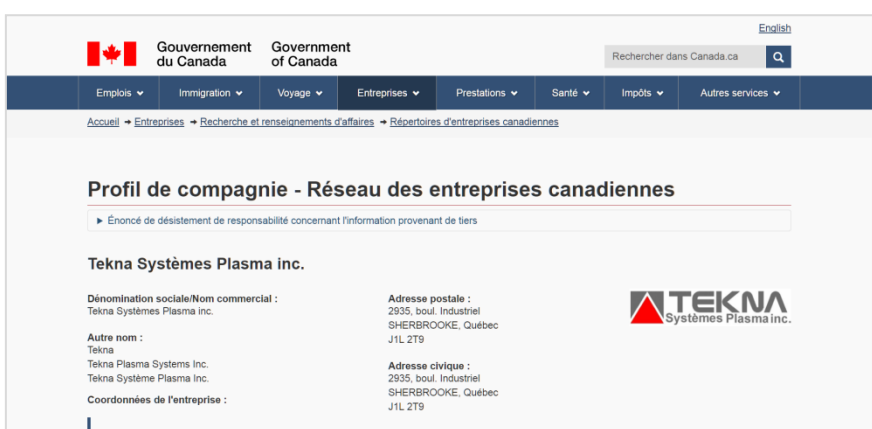 English
Gouvernement du Canada
Government of Canada
Rechercher dans Canada.ca
Emplois Immigration Voyage Entreprises Prestations Santé Impôts Autres services
Accueil → Entreprises → Recherche et renseignements d'affaires → Répertoires d'entreprises canadiennes
Profil de compagnie - Réseau des entreprises canadiennes
► Énoncé de désistement de responsabilité concernant l'information provenant de tiers
Tekna Systèmes Plasma inc.
Dénomination sociale/Nom commercial :
Tekna Systèmes Plasma inc.
Autre nom :
Tekna
Tekna Plasma Systems Inc.
Tekna Système Plasma Inc.
Coordonnées de l'entreprise :
Adresse postale :
2935, boul. Industriel
SHERBROOKE, Québec
J1L 2T9
Adresse civique :
2935, boul. Industriel
SHERBROOKE, Québec
J1L 2T9
TEKNA
Systèmes Plasma inc.